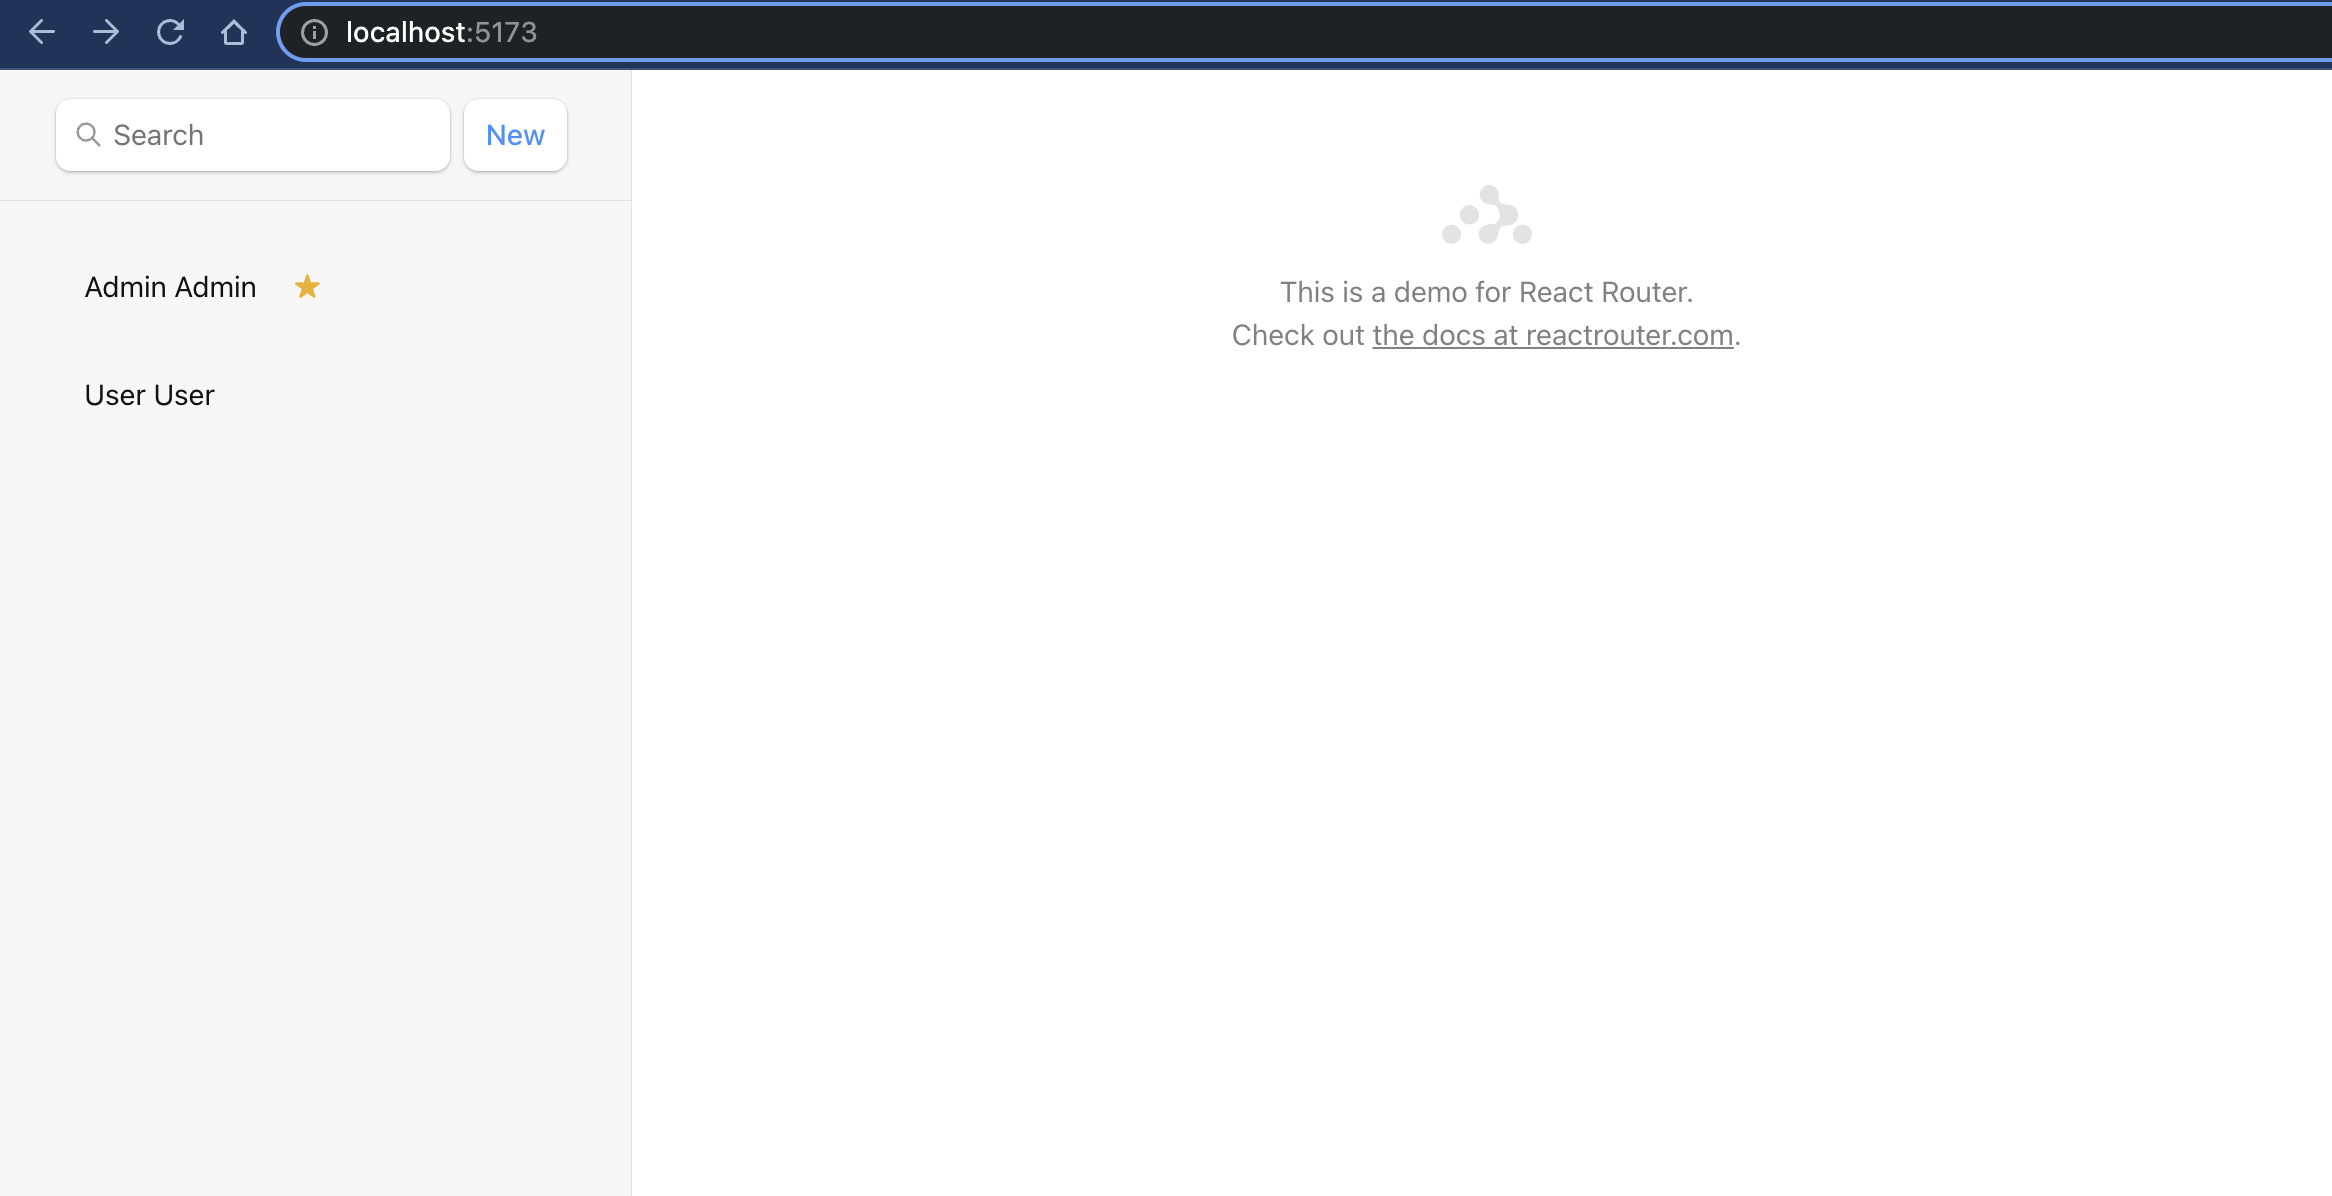 localhost:5173
Search
New
Admin Admin
User User
This is a demo for React Router.
Check out the docs at reactrouter.com.